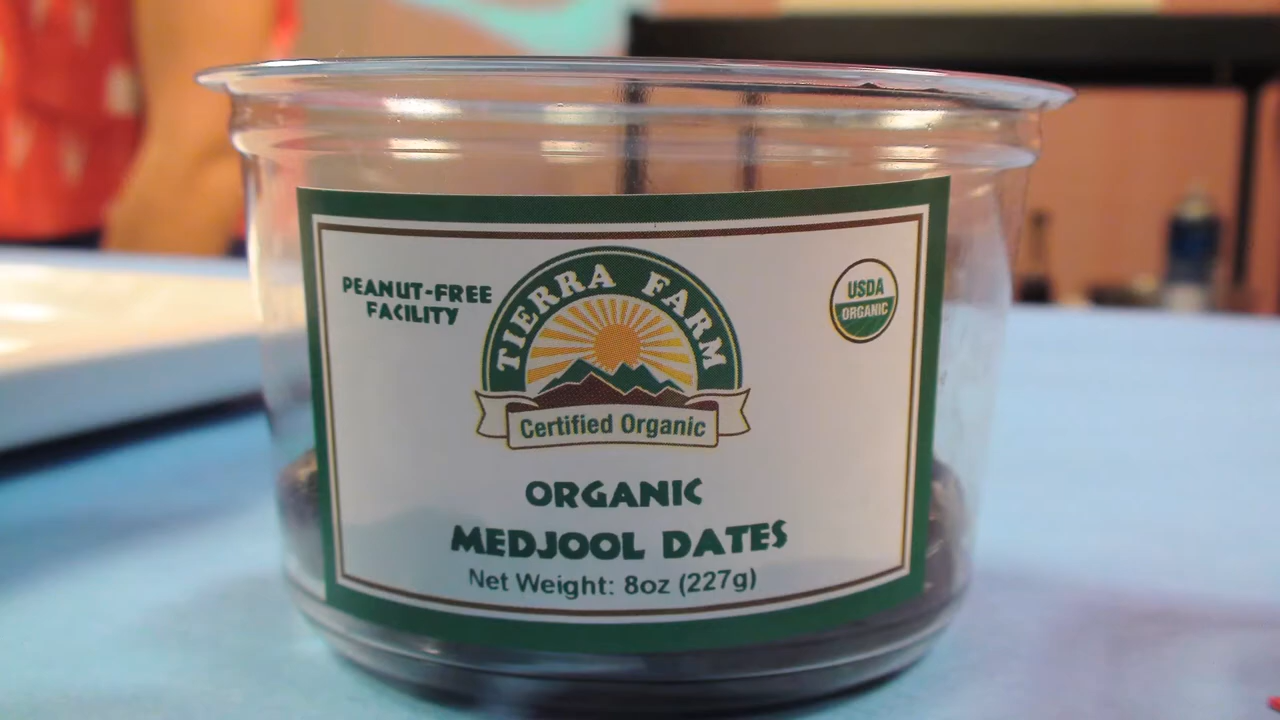 PEANUT-FREE
FACILITY
TIERRA FARM
Certified Organic
USDA
ORGANIC
ORGANIC
MEDJOOL DATES
Net Weight: 8oz (227g)